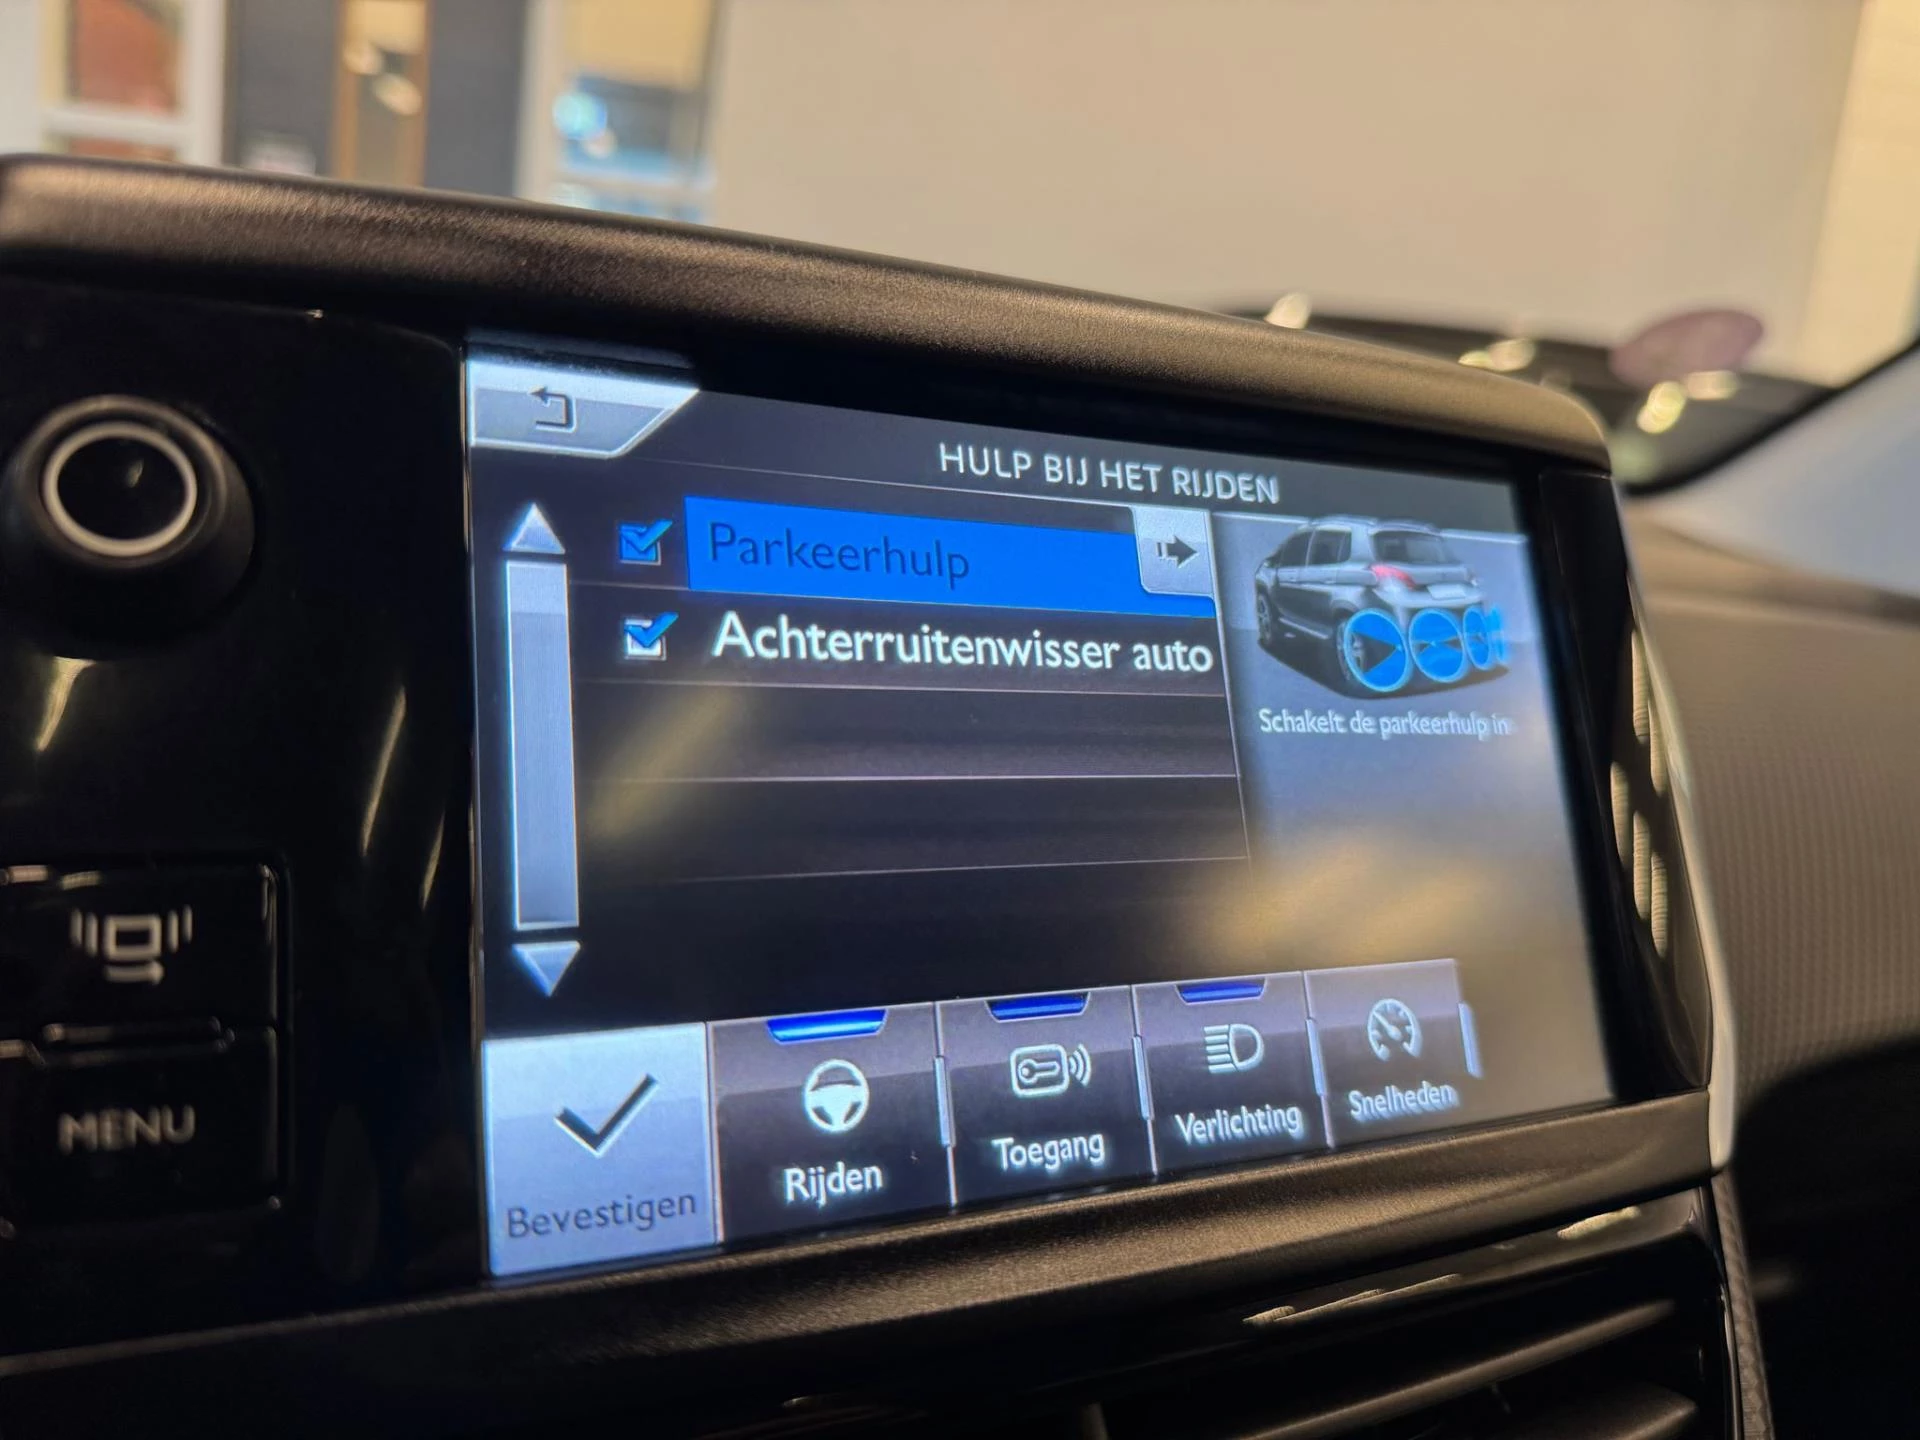 HULP BIJ HET RIJDEN
Parkeerhulp
Achterruitenwisser auto
Schakelt de parkeerhulp in
MENU
Bevestigen
Rijden
Toegang
Verlichting
Snelheden